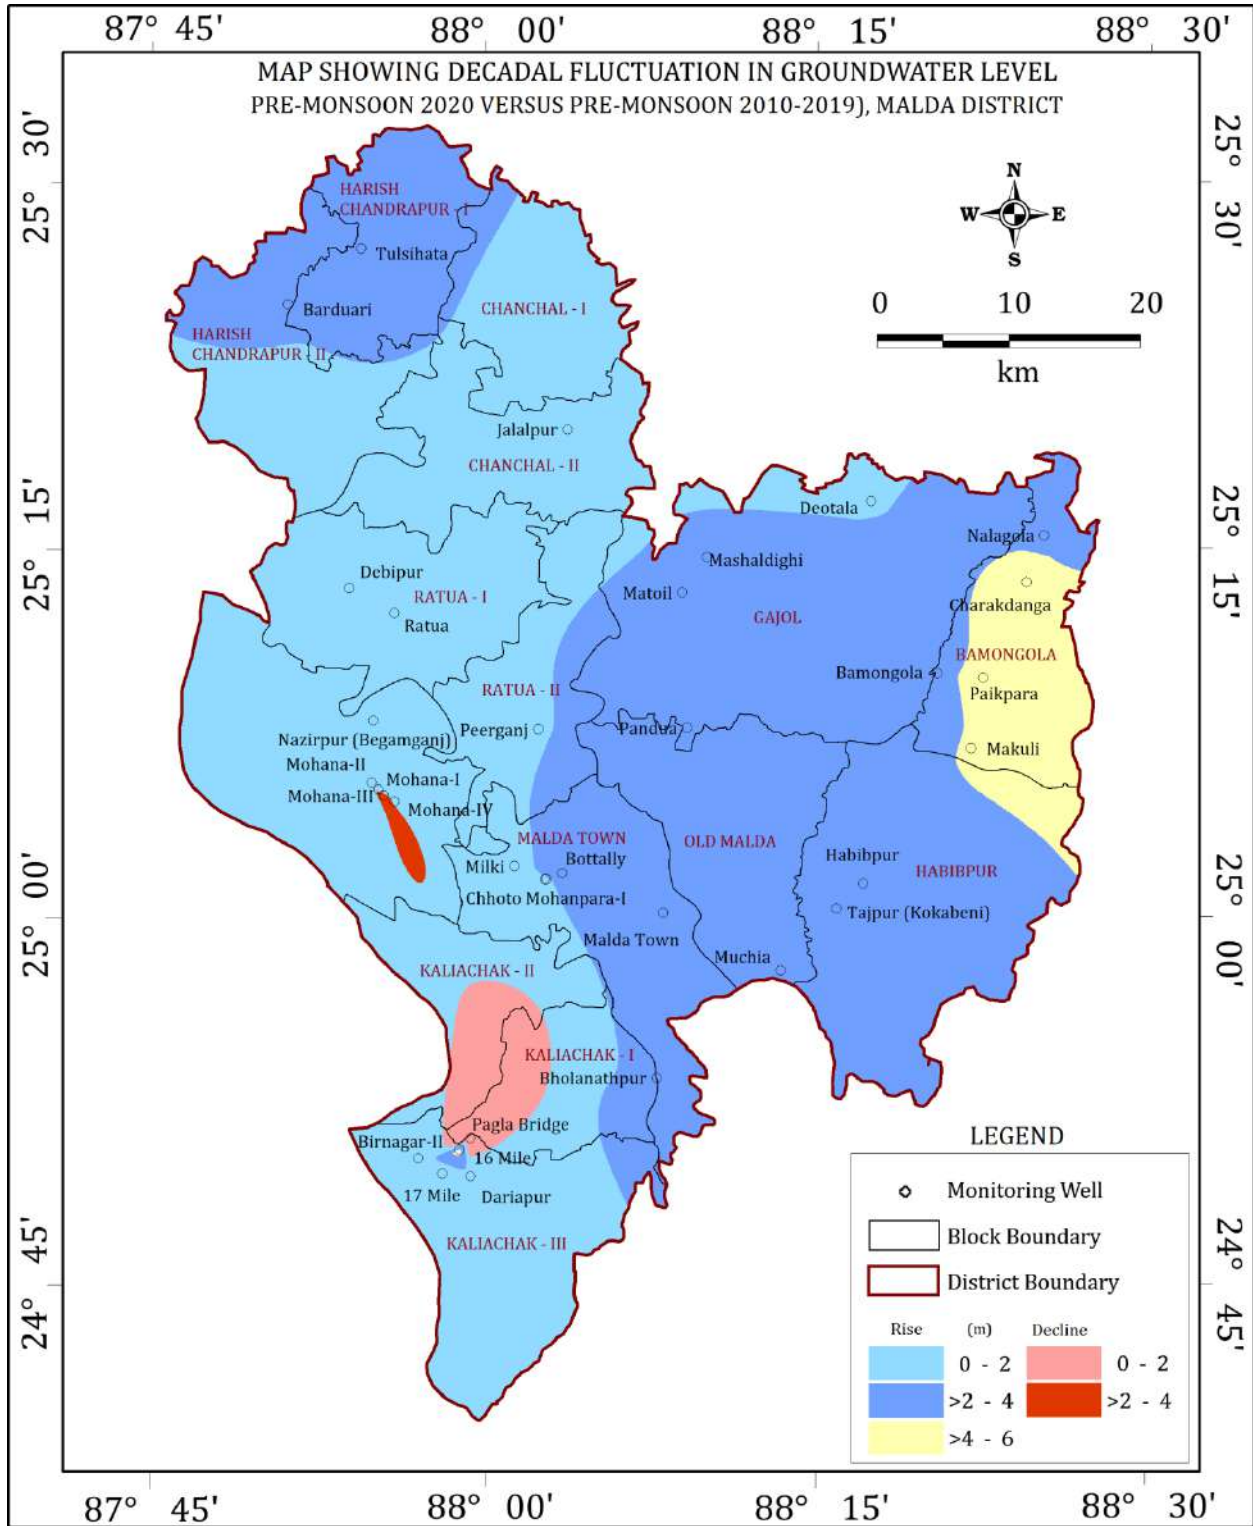 87° 45' 88° 00' 88° 15' 88° 30'
MAP SHOWING DECADAL FLUCTUATION IN GROUNDWATER LEVEL
PRE-MONSOON 2020 VERSUS PRE-MONSOON 2010-2019), MALDA DISTRICT
25° 30'
25° 30'
N
W E
S
HARISH
CHANDRAPUR - I
Tulsihata
Barduari
HARISH
CHANDRAPUR - II
CHANCHAL - I
0 10 20
km
Jalalpur
CHANCHAL - II
25° 15'
25° 15'
Deotala
Nalagola
Mashaldighi
Debipur
Matoil
Charakdanga
RATUA - I
Ratua
GAJOL
BAMONGOLA
Bamongola
Paikpara
RATUA - II
Peerganj
Pandua
Nazirpur (Begamganj)
Makuli
Mohana-II
Mohana-I
Mohana-III
Mohana-IV
MALDA TOWN
OLD MALDA
Bottally
Habibpur
Milki
HABIBPUR
Chhoto Mohanpara-I
Tajpur (Kokabeni)
25° 00'
25° 00'
Malda Town
Muchia
KALIACHAK - II
KALIACHAK - I
Bholanathpur
Pagla Bridge
Birnagar-II
16 Mile
17 Mile
Dariapur
KALIACHAK - III
24° 45'
24° 45'
LEGEND
Monitoring Well
Block Boundary
District Boundary
Rise (m) Decline
0 - 2 0 - 2
>2 - 4 >2 - 4
>4 - 6
87° 45' 88° 00' 88° 15' 88° 30'